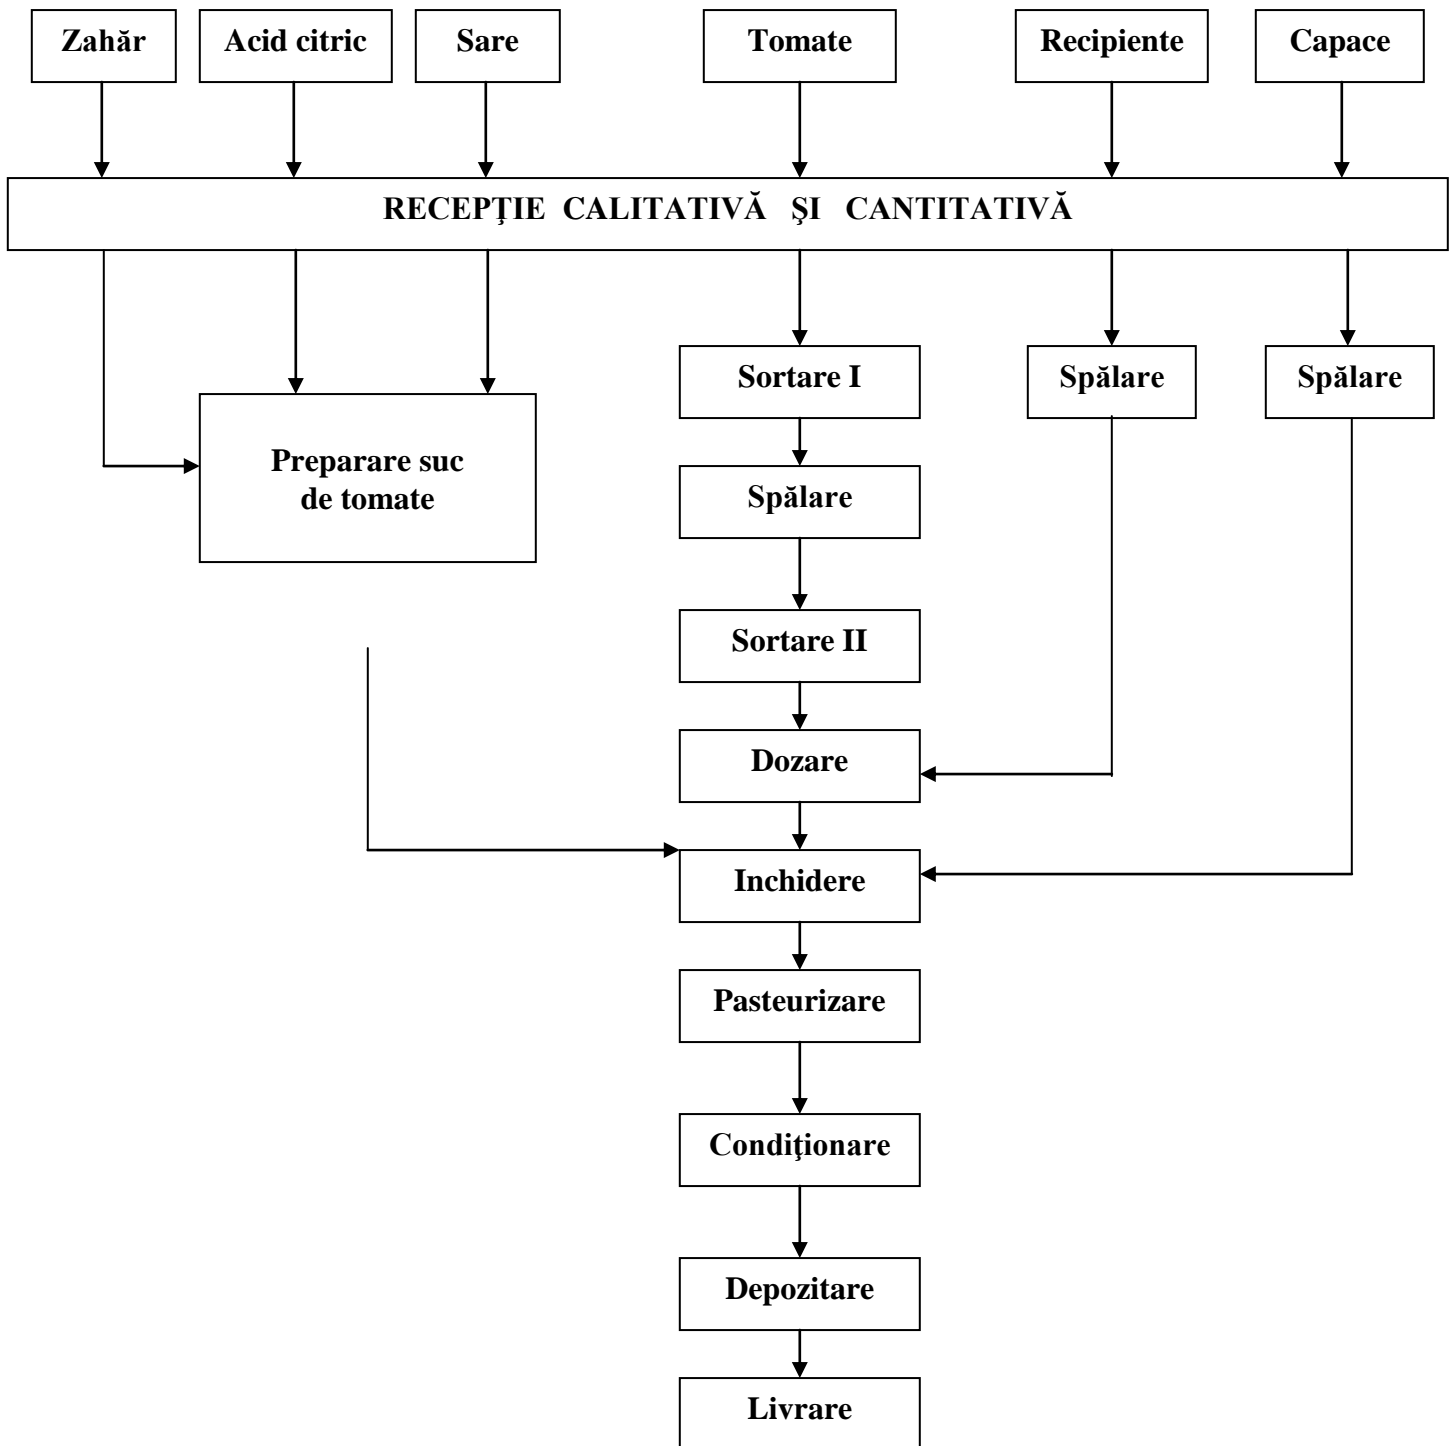 Zahăr
Acid citric
Sare
Tomate
Recipiente
Capace
RECEPŢIE CALITATIVĂ ŞI CANTITATIVĂ
Sortare I
Spălare
Spălare
Preparare suc
de tomate
Spălare
Sortare II
Dozare
Inchidere
Pasteurizare
Condiţionare
Depozitare
Livrare